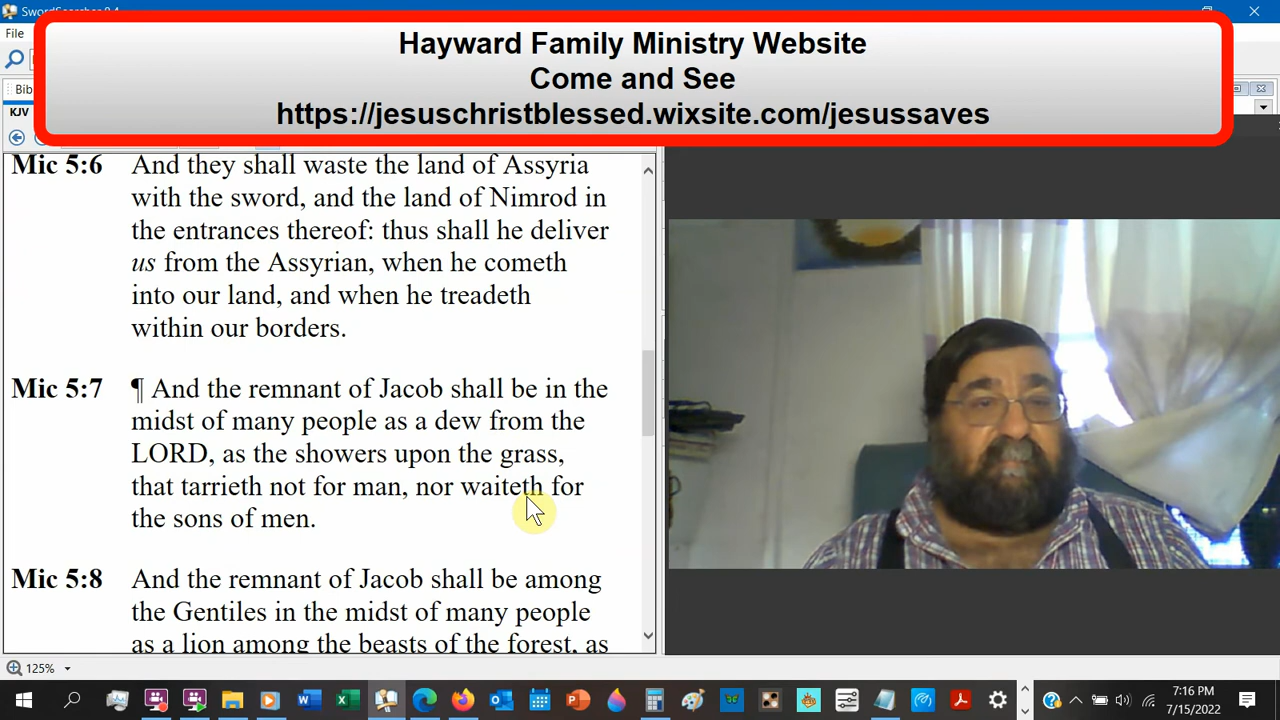 SwordSearcher 8.4
File
Hayward Family Ministry Website
Come and See
https://jesuschristblessed.wixsite.com/jesussaves
Bib
KJV
Mic 5:6 And they shall waste the land of Assyria
with the sword, and the land of Nimrod in
the entrances thereof: thus shall he deliver
us from the Assyrian, when he cometh
into our land, and when he treadeth
within our borders.
Mic 5:7 ¶ And the remnant of Jacob shall be in the
midst of many people as a dew from the
LORD, as the showers upon the grass,
that tarrieth not for man, nor waiteth for
the sons of men.
Mic 5:8 And the remnant of Jacob shall be among
the Gentiles in the midst of many people
as a lion among the beasts of the forest, as
125%
7:16 PM
7/15/2022